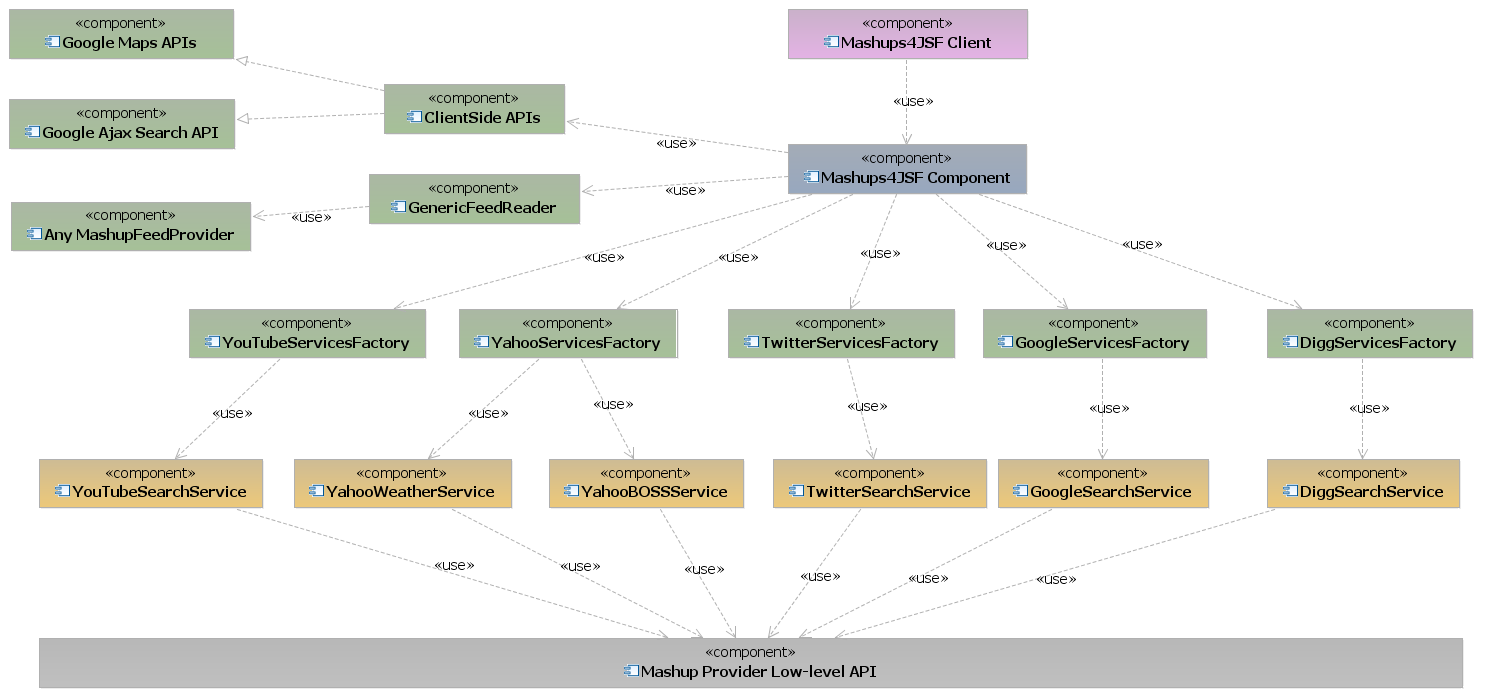 «component»
Google Maps APIs
«component»
Mashups4JSF Client
«component»
ClientSide APIs
«use»
«component»
Google Ajax Search API
«use»
«component»
Mashups4JSF Component
«component»
GenericFeedReader
«use»
«component»
Any MashupFeedProvider
«use»
«use»
«use»
«use»
«use»
«use»
«component»
YouTubeServicesFactory
«component»
YahooServicesFactory
«component»
TwitterServicesFactory
«component»
GoogleServicesFactory
«component»
DiggServicesFactory
«use»
«use»
«use»
«use»
«use»
«use»
«component»
YouTubeSearchService
«component»
YahooWeatherService
«component»
YahooBOSSService
«component»
TwitterSearchService
«component»
GoogleSearchService
«component»
DiggSearchService
«use»
«use»
«use»
«use»
«use»
«use»
«component»
Mashup Provider Low-level API